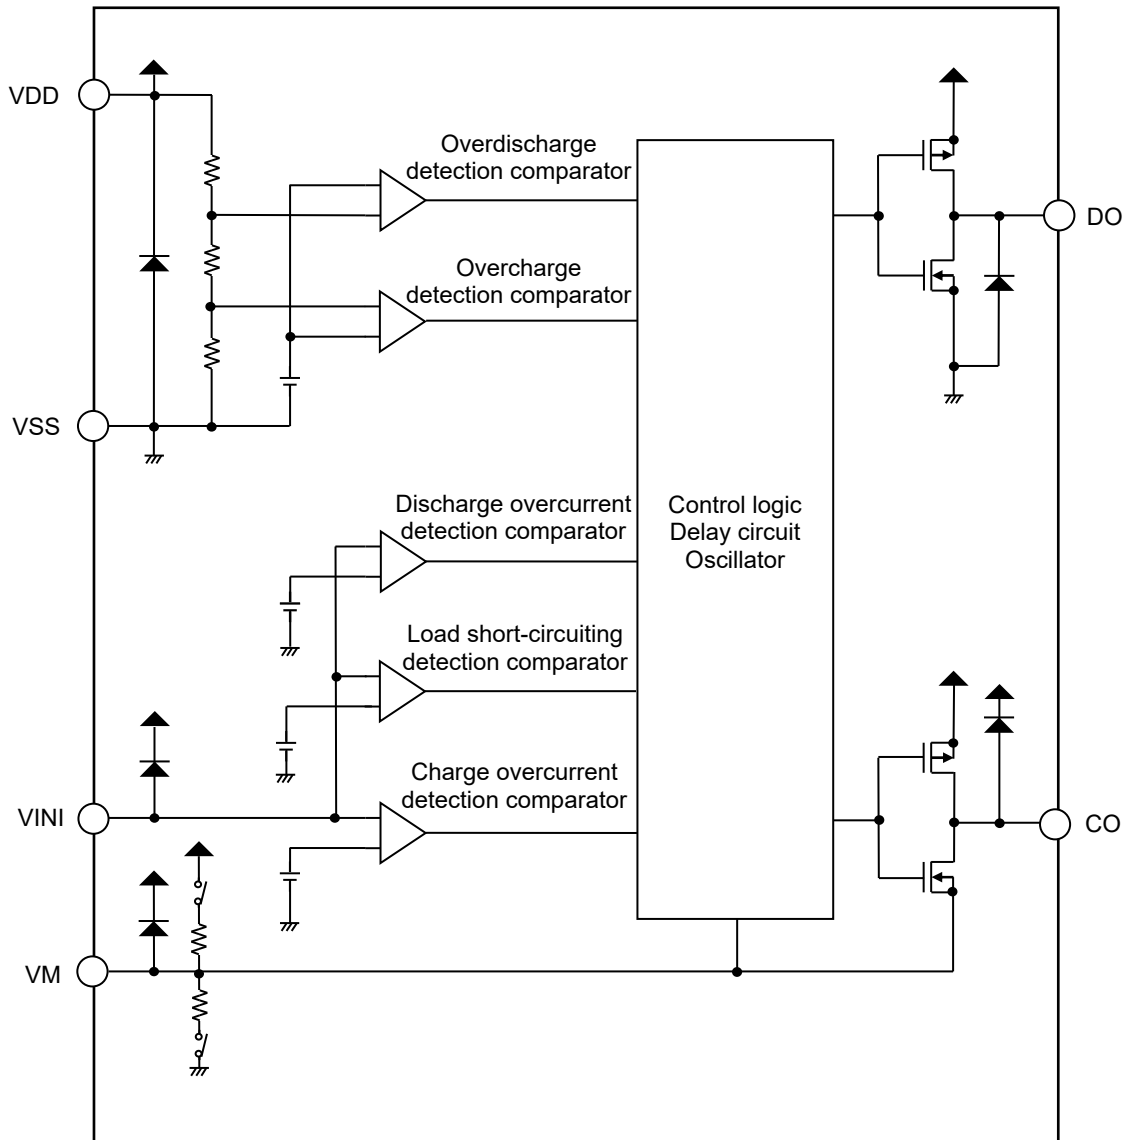 VDD
Overdischarge
detection comparator
DO
Overcharge
detection comparator
VSS
Discharge overcurrent
detection comparator
Control logic
Delay circuit
Oscillator
Load short-circuiting
detection comparator
Charge overcurrent
detection comparator
VINI
CO
VM